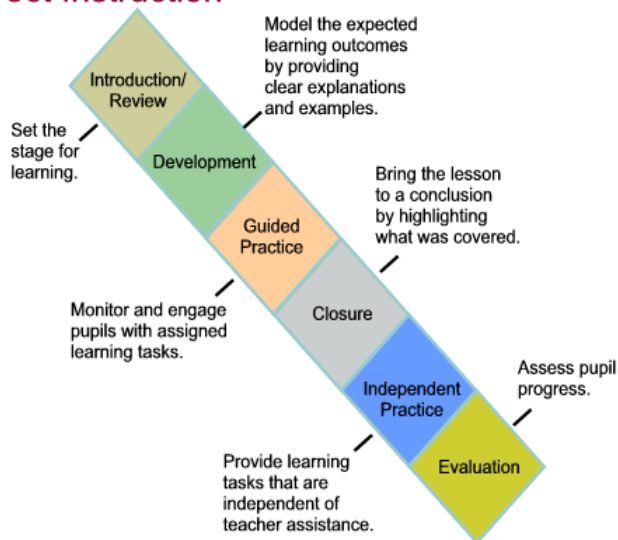 Instruction
Model the expected
learning outcomes
by providing
clear explanations
and examples.
Introduction/
Review
Set the
stage for
learning.
Development
Bring the lesson
to a conclusion
by highlighting
what was covered.
Guided
Practice
Monitor and engage
pupils with assigned
learning tasks.
Closure
Assess pupil
progress.
Independent
Practice
Provide learning
tasks that are
independent of
teacher assistance.
Evaluation